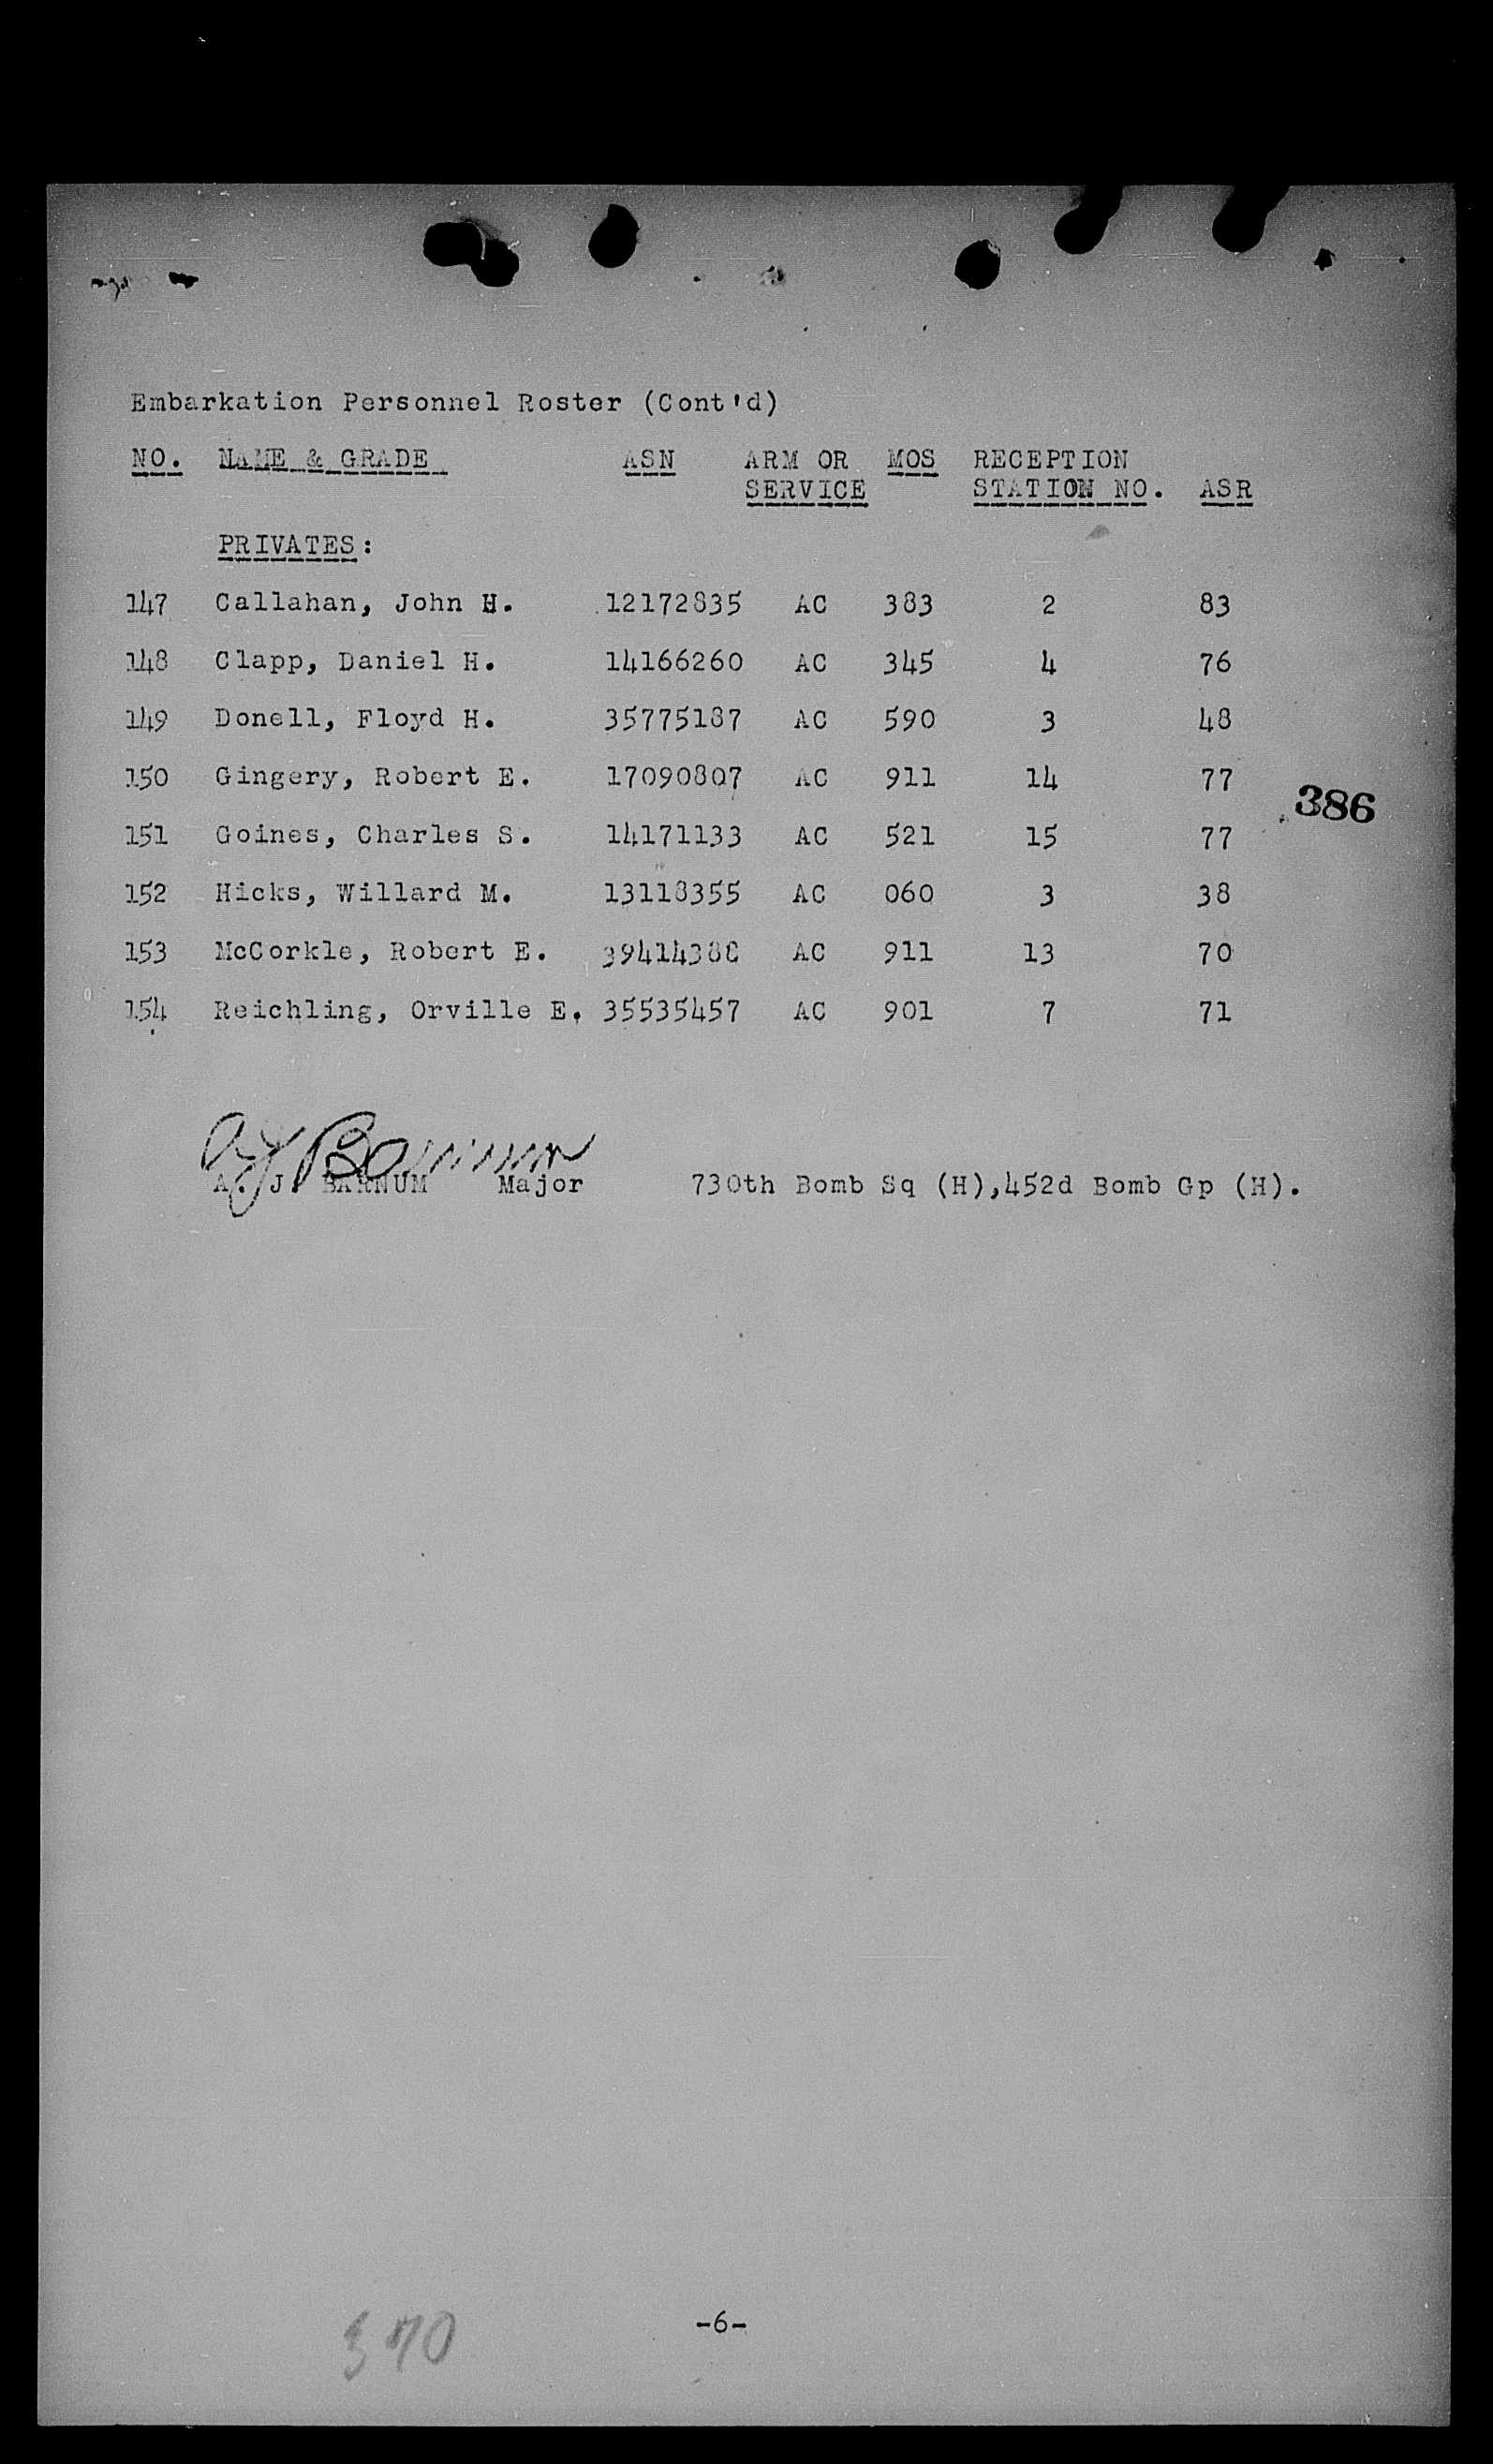 Embarkation Personnel Roster (Cont'd)
NO. NAME & GRADE ASN ARM OR SERVICE MOS RECEPTION STATION NO. ASR
PRIVATES:
147 Callahan, John H. 12172835 AC 383 2 83
148 Clapp, Daniel H. 14166260 AC 345 4 76
149 Donell, Floyd H. 35775187 AC 590 3 48
150 Gingery, Robert E. 17090807 AC 911 14 77
386
151 Goines, Charles S. 14171133 AC 521 15 77
152 Hicks, Willard M. 13118355 AC 060 3 38
153 McCorkle, Robert E. 39414388 AC 911 13 70
154 Reichling, Orville E. 35535457 AC 901 7 71
A J Barnum
A. J. BARNUM Major 730th Bomb Sq (H),452d Bomb Gp (H).
-6-
370